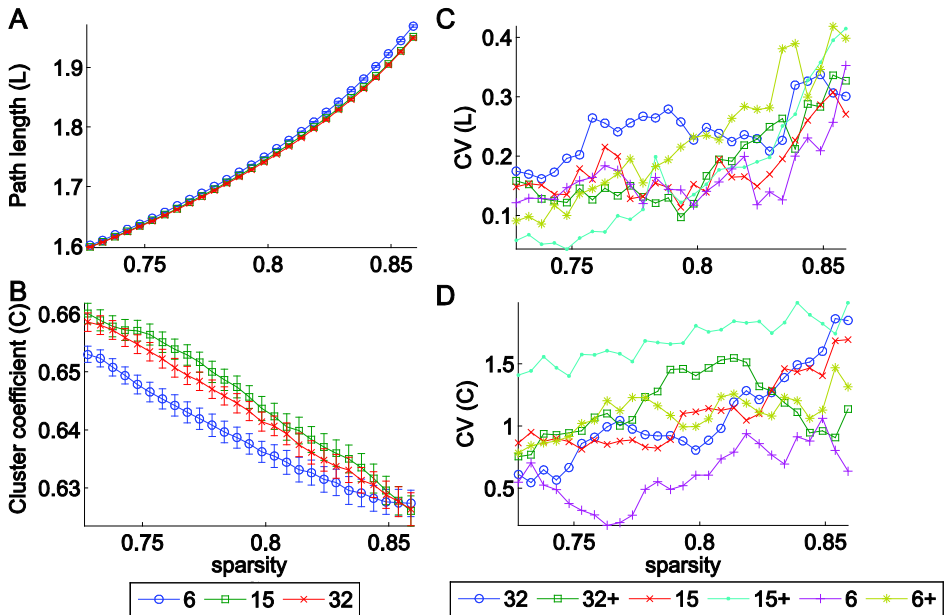 A
Path length (L)
1.9
1.8
1.7
1.6
0.75
0.8
0.85
B
Cluster coefficient (C)
0.66
0.65
0.64
0.63
0.75
0.8
0.85
sparsity
6 15 32
C
CV (L)
0.4
0.3
0.2
0.1
0.75
0.8
0.85
D
CV (C)
1.5
1
0.5
0.75
0.8
0.85
sparsity
32 32+ 15 15+ 6 6+